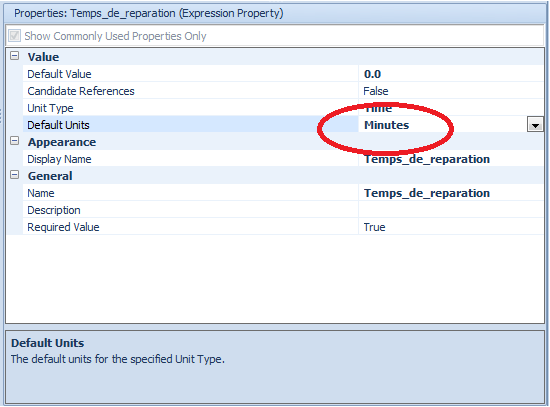 Properties: Temps_de_reparation (Expression Property)
Show Commonly Used Properties Only
Value
Default Value 0.0
Candidate References False
Unit Type Time
Default Units Minutes
Appearance
Display Name Temps_de_reparation
General
Name Temps_de_reparation
Description
Required Value True
Default Units
The default units for the specified Unit Type.